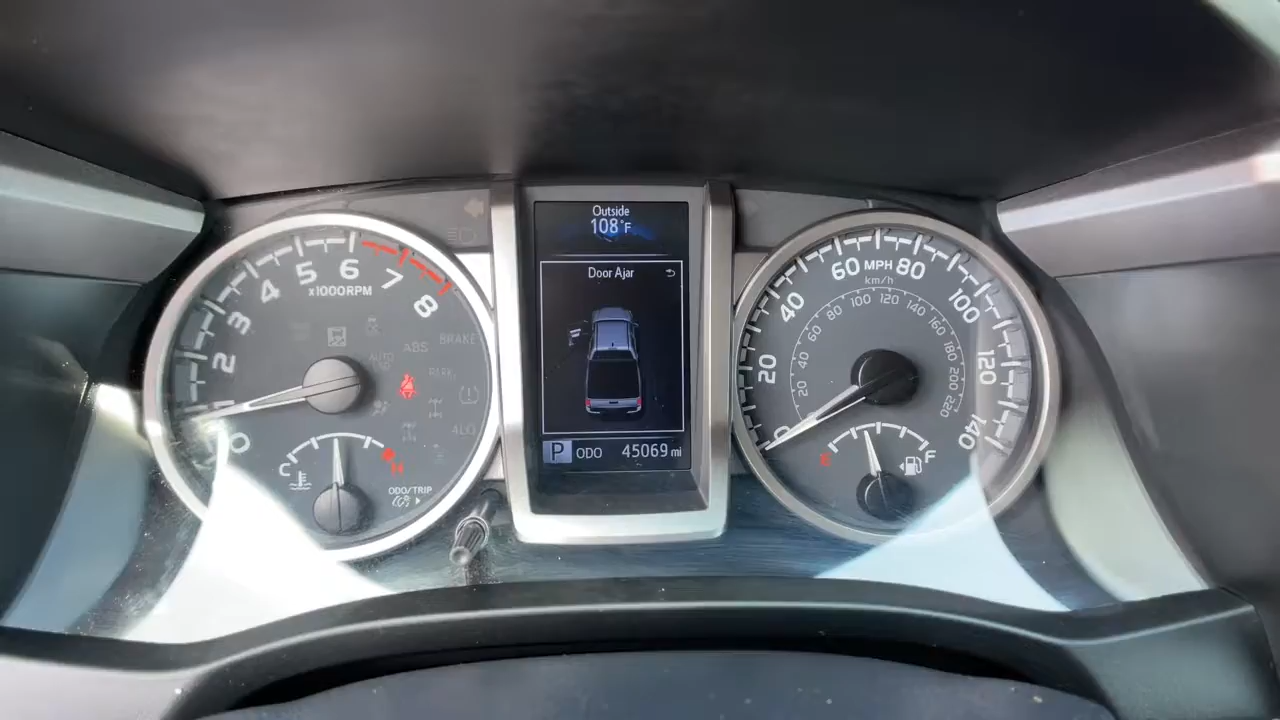 Outside
108°F
Door Ajar
P ODO 45069 mi
0 1 2 3 4 5 6 7 8
x1000RPM
ABS
BRAKE
PARK
4LO
C H
ODO/TRIP
0 20 40 60 80 100 120 140
MPH
km/h
20 40 60 80 100 120 140 160 180 200 220
E F